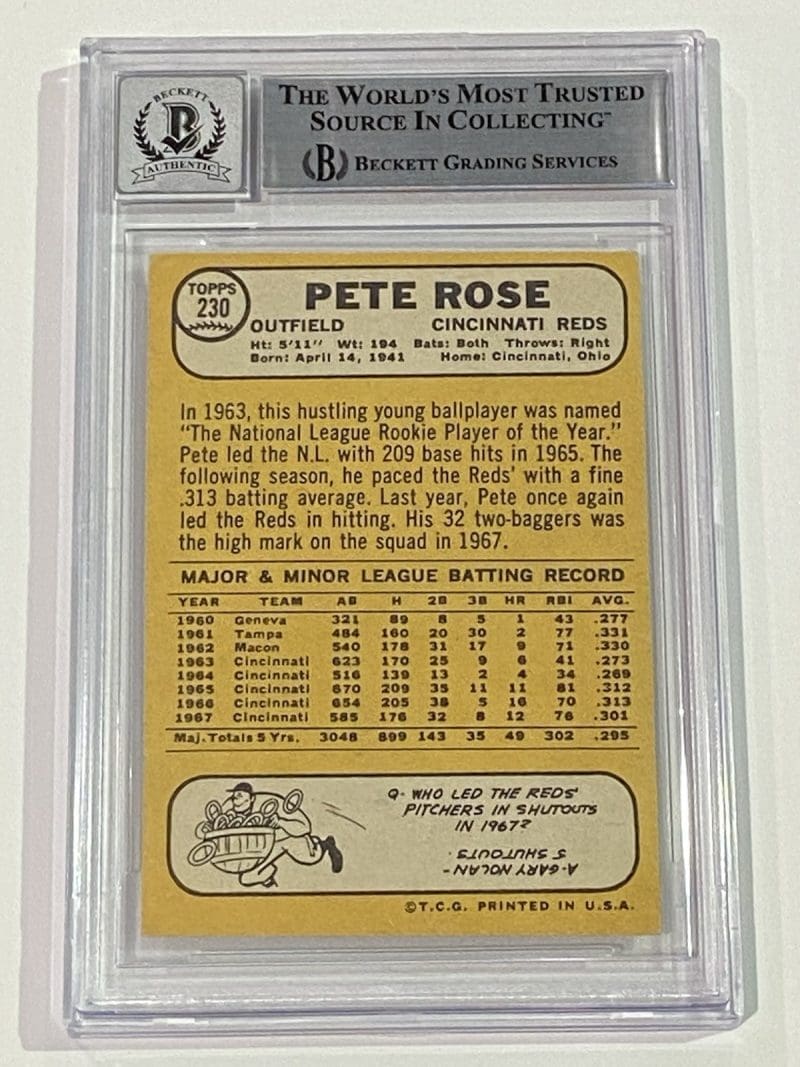 BECKETT
B
AUTHENTIC
THE WORLD'S MOST TRUSTED
SOURCE IN COLLECTING™
B BECKETT GRADING SERVICES
TOPPS
230
PETE ROSE
OUTFIELD CINCINNATI REDS
Ht: 5'11" Wt: 194 Bats: Both Throws: Right
Born: April 14, 1941 Home: Cincinnati, Ohio
In 1963, this hustling young ballplayer was named
"The National League Rookie Player of the Year."
Pete led the N.L. with 209 base hits in 1965. The
following season, he paced the Reds' with a fine
.313 batting average. Last year, Pete once again
led the Reds in hitting. His 32 two-baggers was
the high mark on the squad in 1967.
MAJOR & MINOR LEAGUE BATTING RECORD
YEAR TEAM AB H 2B 3B HR RBI AVG.
1960 Geneva 321 89 8 5 1 43 .277
1961 Tampa 484 160 20 30 2 77 .331
1962 Macon 540 178 31 17 9 71 .330
1963 Cincinnati 623 170 25 9 6 41 .273
1964 Cincinnati 516 139 13 2 4 34 .269
1965 Cincinnati 670 209 35 11 11 81 .312
1966 Cincinnati 654 205 38 5 16 70 .313
1967 Cincinnati 585 176 32 8 12 76 .301
Maj. Totals 5 Yrs. 3048 899 143 35 49 302 .295
Q- WHO LED THE REDS'
PITCHERS IN SHUTOUTS
IN 1967?
A-GARY NOLAN -
5 SHUTOUTS.
©T.C.G. PRINTED IN U.S.A.